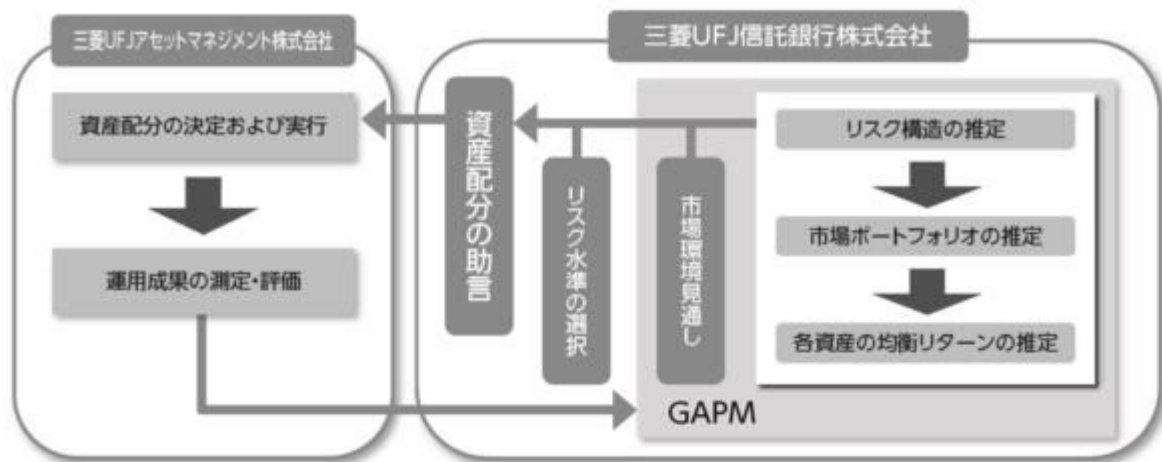 三菱UFJアセットマネジメント株式会社
資産配分の決定および実行
運用成果の測定・評価
三菱UFJ信託銀行株式会社
資産配分の助言
リスク水準の選択
市場環境見通し
リスク構造の推定
市場ポートフォリオの推定
各資産の均衡リターンの推定
GAPM